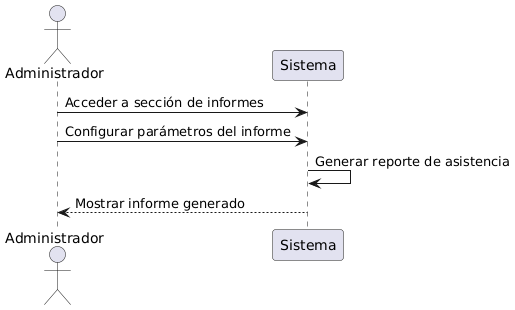 Administrador
Sistema
Acceder a sección de informes
Configurar parámetros del informe
Generar reporte de asistencia
Mostrar informe generado
Administrador
Sistema